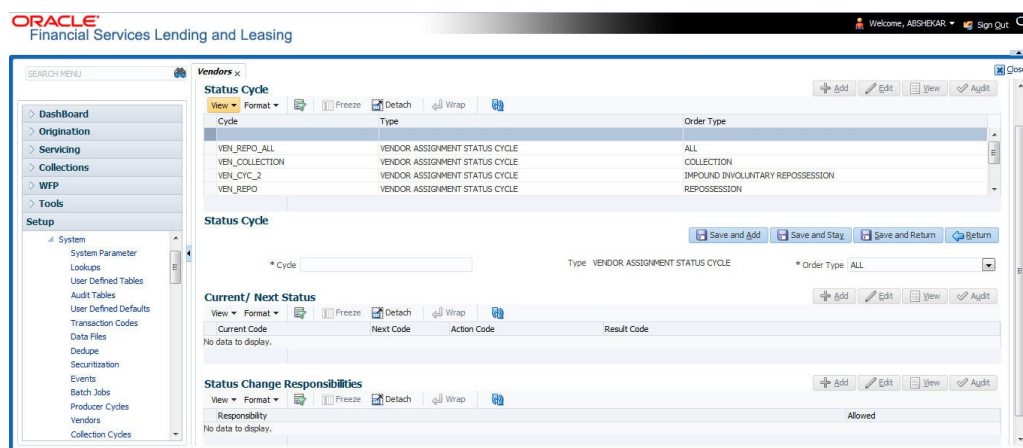 ORACLE®
Financial Services Lending and Leasing
Welcome, ABSHEKAR Sign Out
SEARCH MENU
Vendors
Close
DashBoard
Origination
Servicing
Collections
WFP
Tools
Setup
System
System Parameter
Lookups
User Defined Tables
Audit Tables
User Defined Defaults
Transaction Codes
Data Files
Dedupe
Securitization
Events
Batch Jobs
Producer Cycles
Vendors
Collection Cycles
Status Cycle
Add Edit View Audit
View Format Freeze Detach Wrap
Cycle Type Order Type
VEN_REPO_ALL VENDOR ASSIGNMENT STATUS CYCLE ALL
VEN_COLLECTION VENDOR ASSIGNMENT STATUS CYCLE COLLECTION
VEN_CYC_2 VENDOR ASSIGNMENT STATUS CYCLE IMPOUND INVOLUNTARY REPOSSESSION
VEN_REPO VENDOR ASSIGNMENT STATUS CYCLE REPOSSESSION
Status Cycle
Save and Add Save and Stay Save and Return Return
* Cycle Type VENDOR ASSIGNMENT STATUS CYCLE * Order Type ALL
Current/ Next Status
Add Edit View Audit
View Format Freeze Detach Wrap
Current Code Next Code Action Code Result Code
No data to display.
Status Change Responsibilities
Add Edit View Audit
View Format Freeze Detach Wrap
Responsibility Allowed
No data to display.